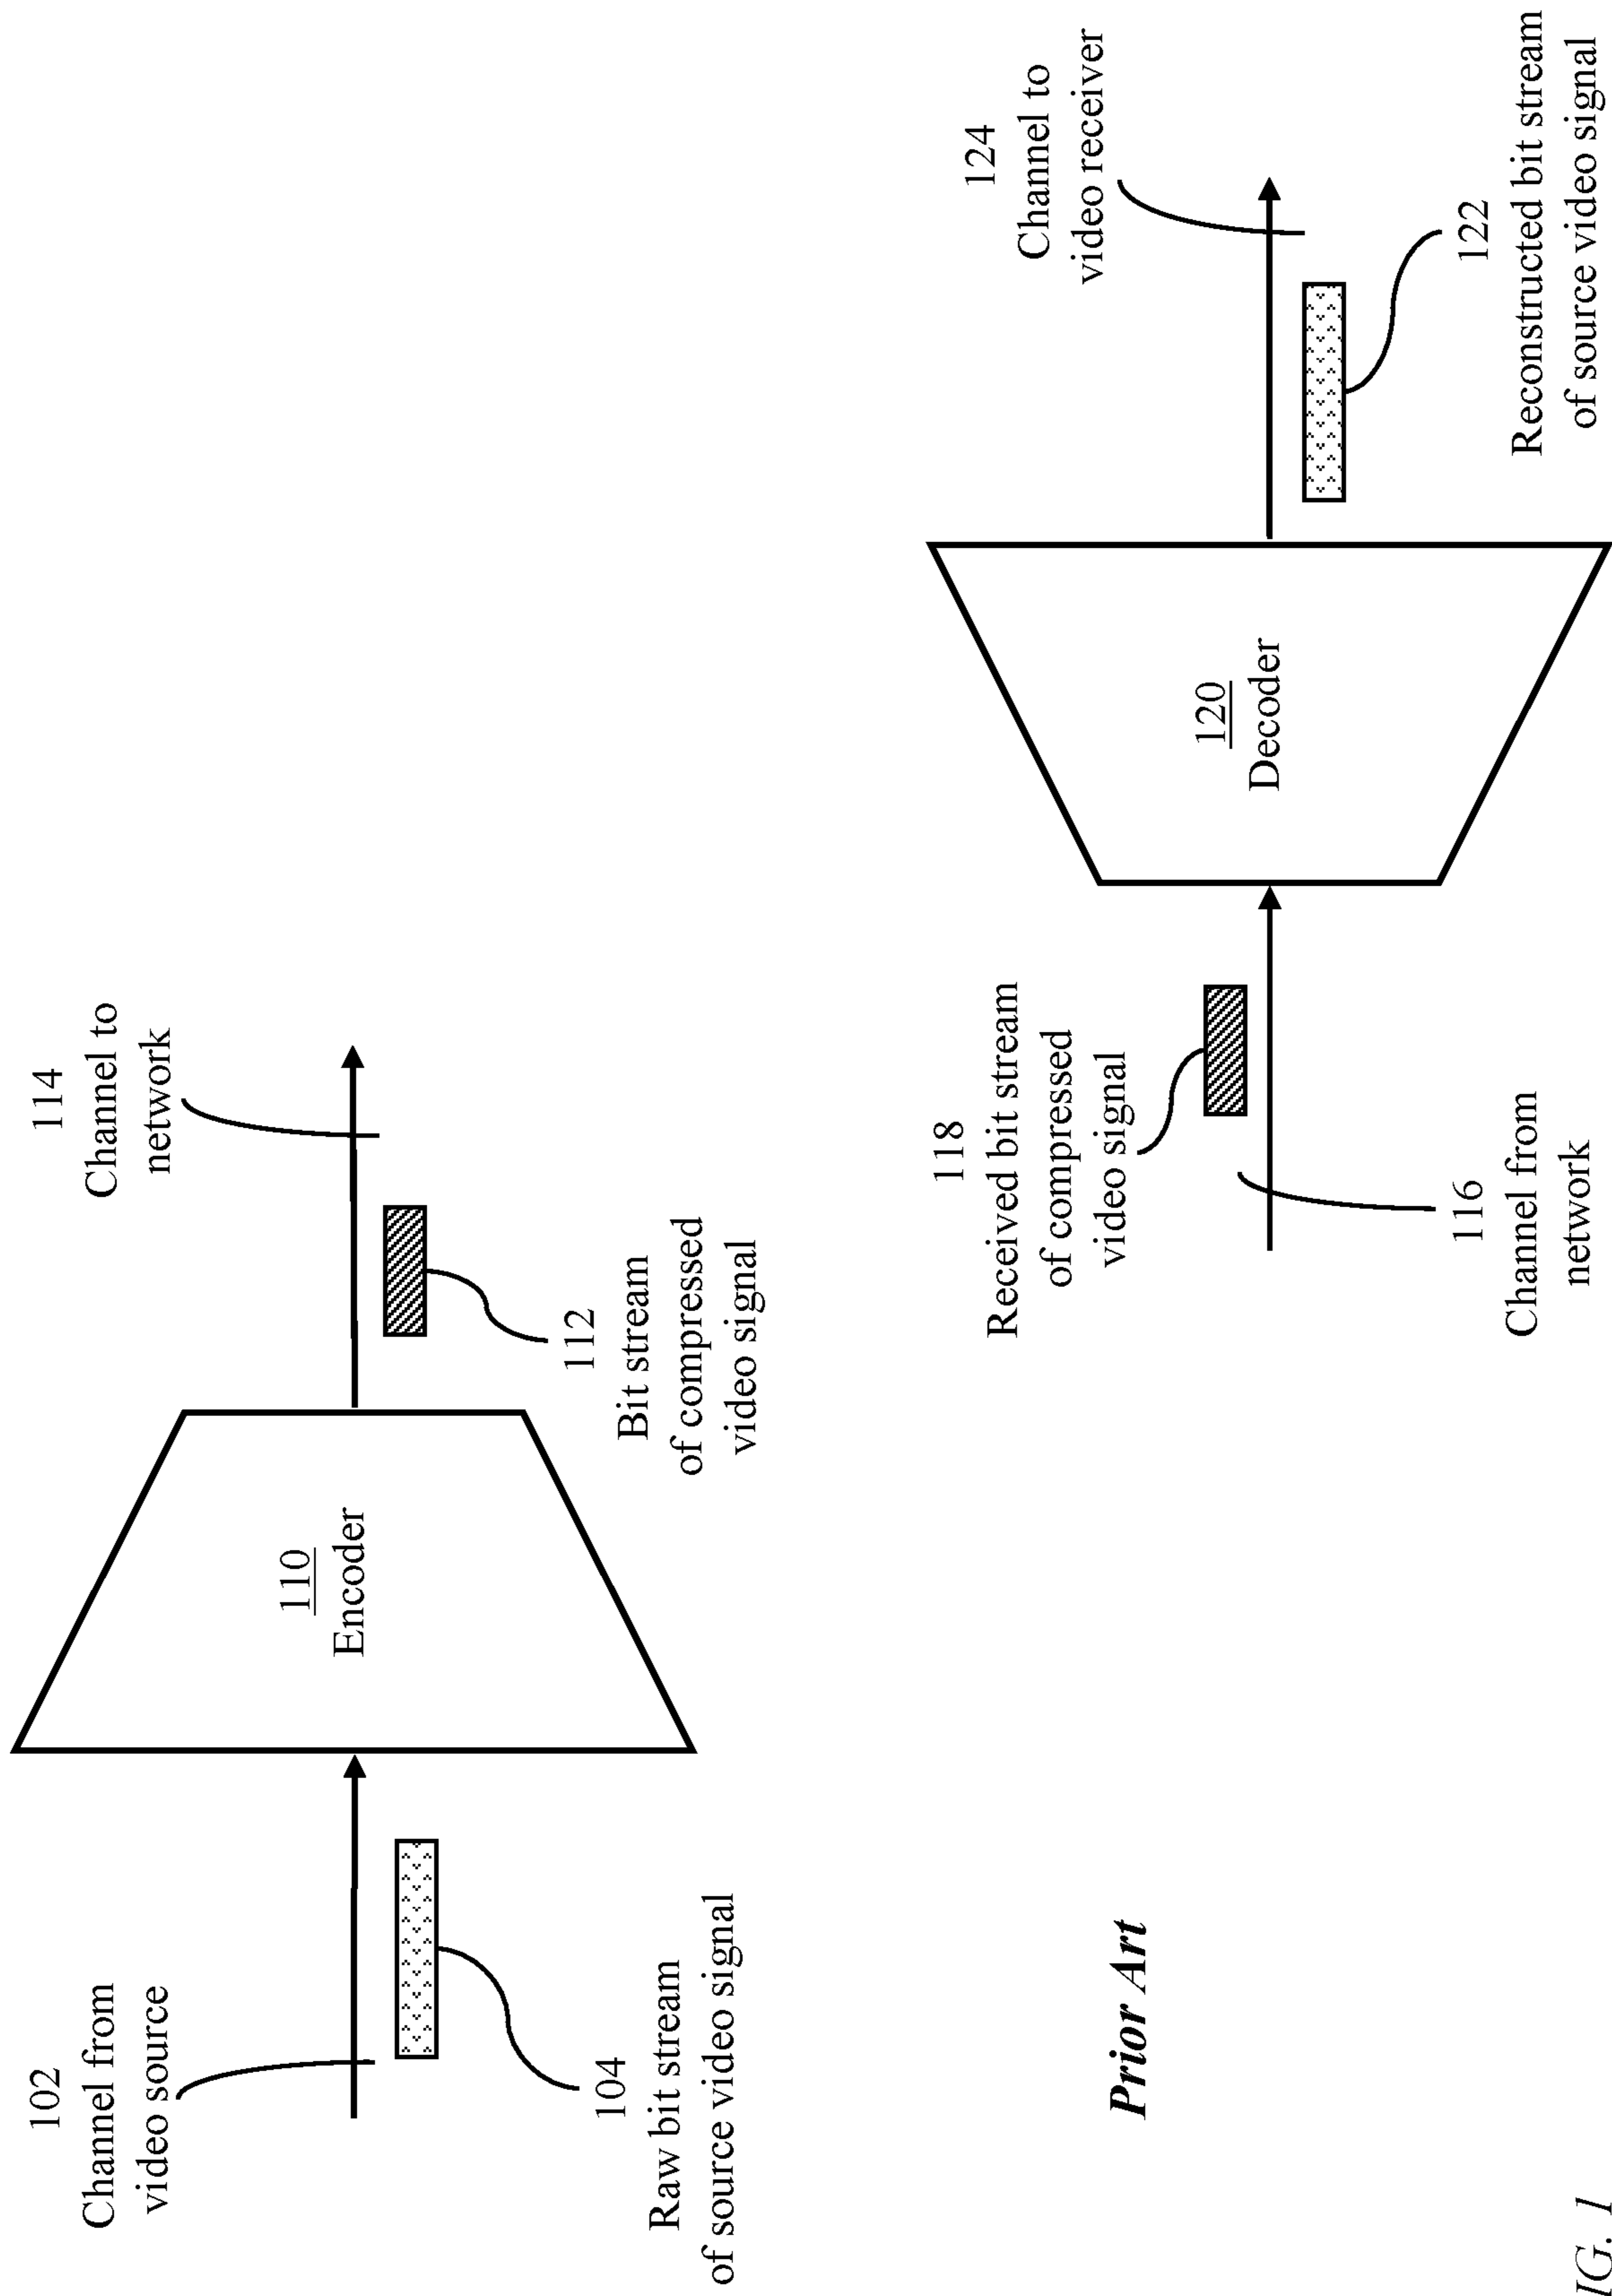 102
Channel from
video source
104
Raw bit stream
of source video signal
110
Encoder
114
Channel to
network
112
Bit stream
of compressed
video signal
118
Received bit stream
of compressed
video signal
116
Channel from
network
120
Decoder
124
Channel to
video receiver
122
Reconstructed bit stream
of source video signal
Prior Art
IG. 1